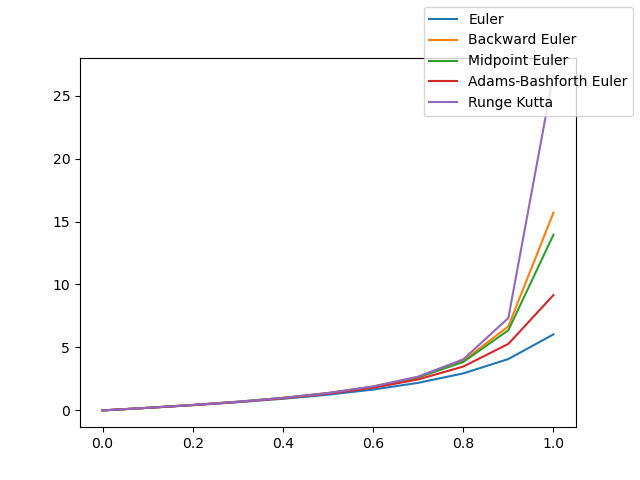 Euler
Backward Euler
Midpoint Euler
Adams-Bashforth Euler
Runge Kutta
25
20
15
10
5
0
0.0 0.2 0.4 0.6 0.8 1.0